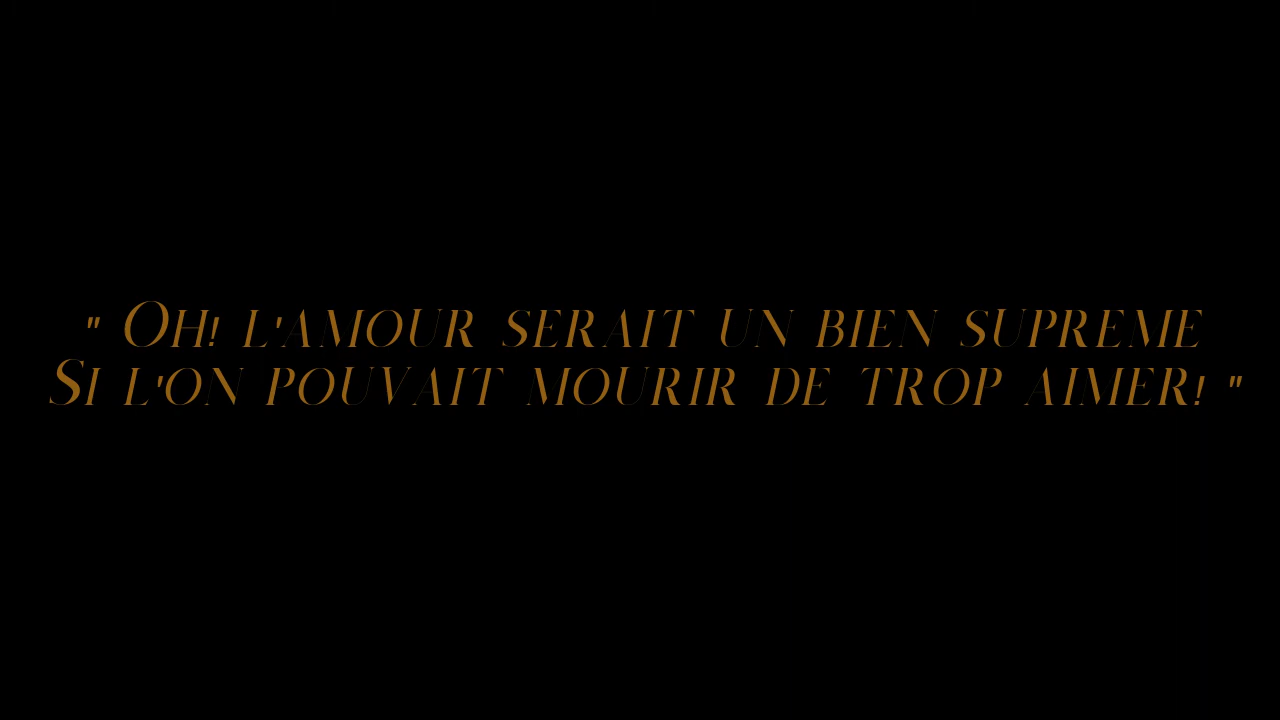 " Oh! l'amour serait un bien supreme
Si l'on pouvait mourir de trop aimer! "